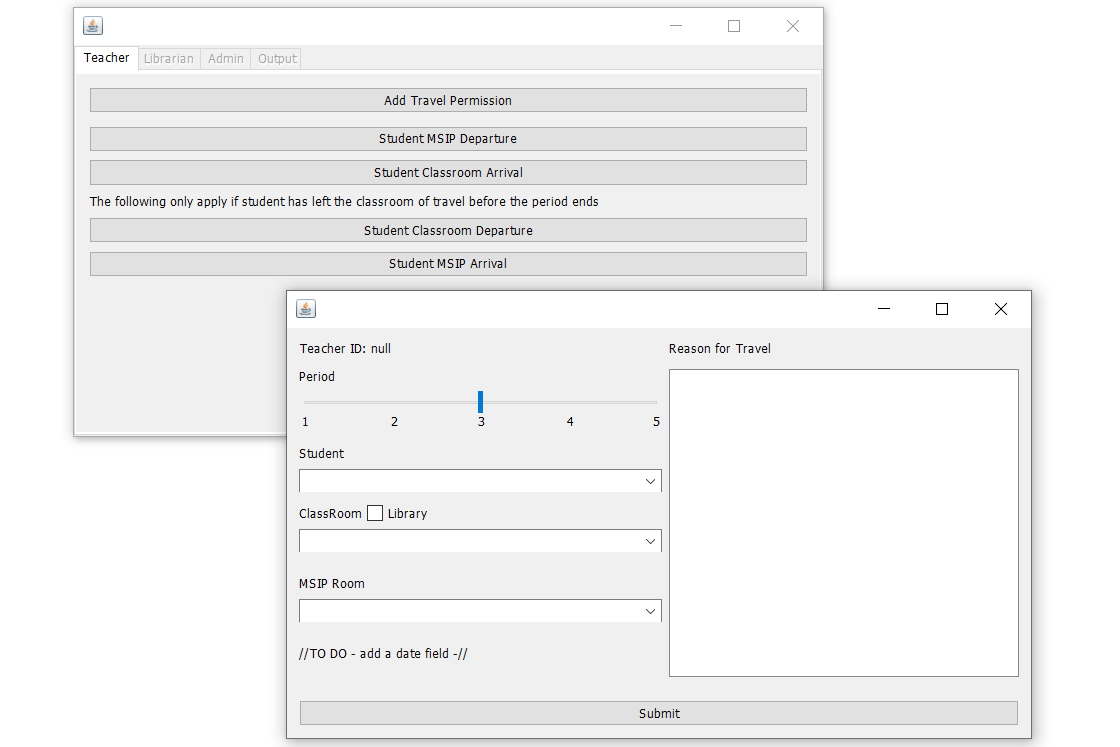 Teacher Librarian Admin Output
Add Travel Permission
Student MSIP Departure
Student Classroom Arrival
The following only apply if student has left the classroom of travel before the period ends
Student Classroom Departure
Student MSIP Arrival
Teacher ID: null
Period
1 2 3 4 5
Student
ClassRoom Library
MSIP Room
//TO DO - add a date field -//
Reason for Travel
Submit